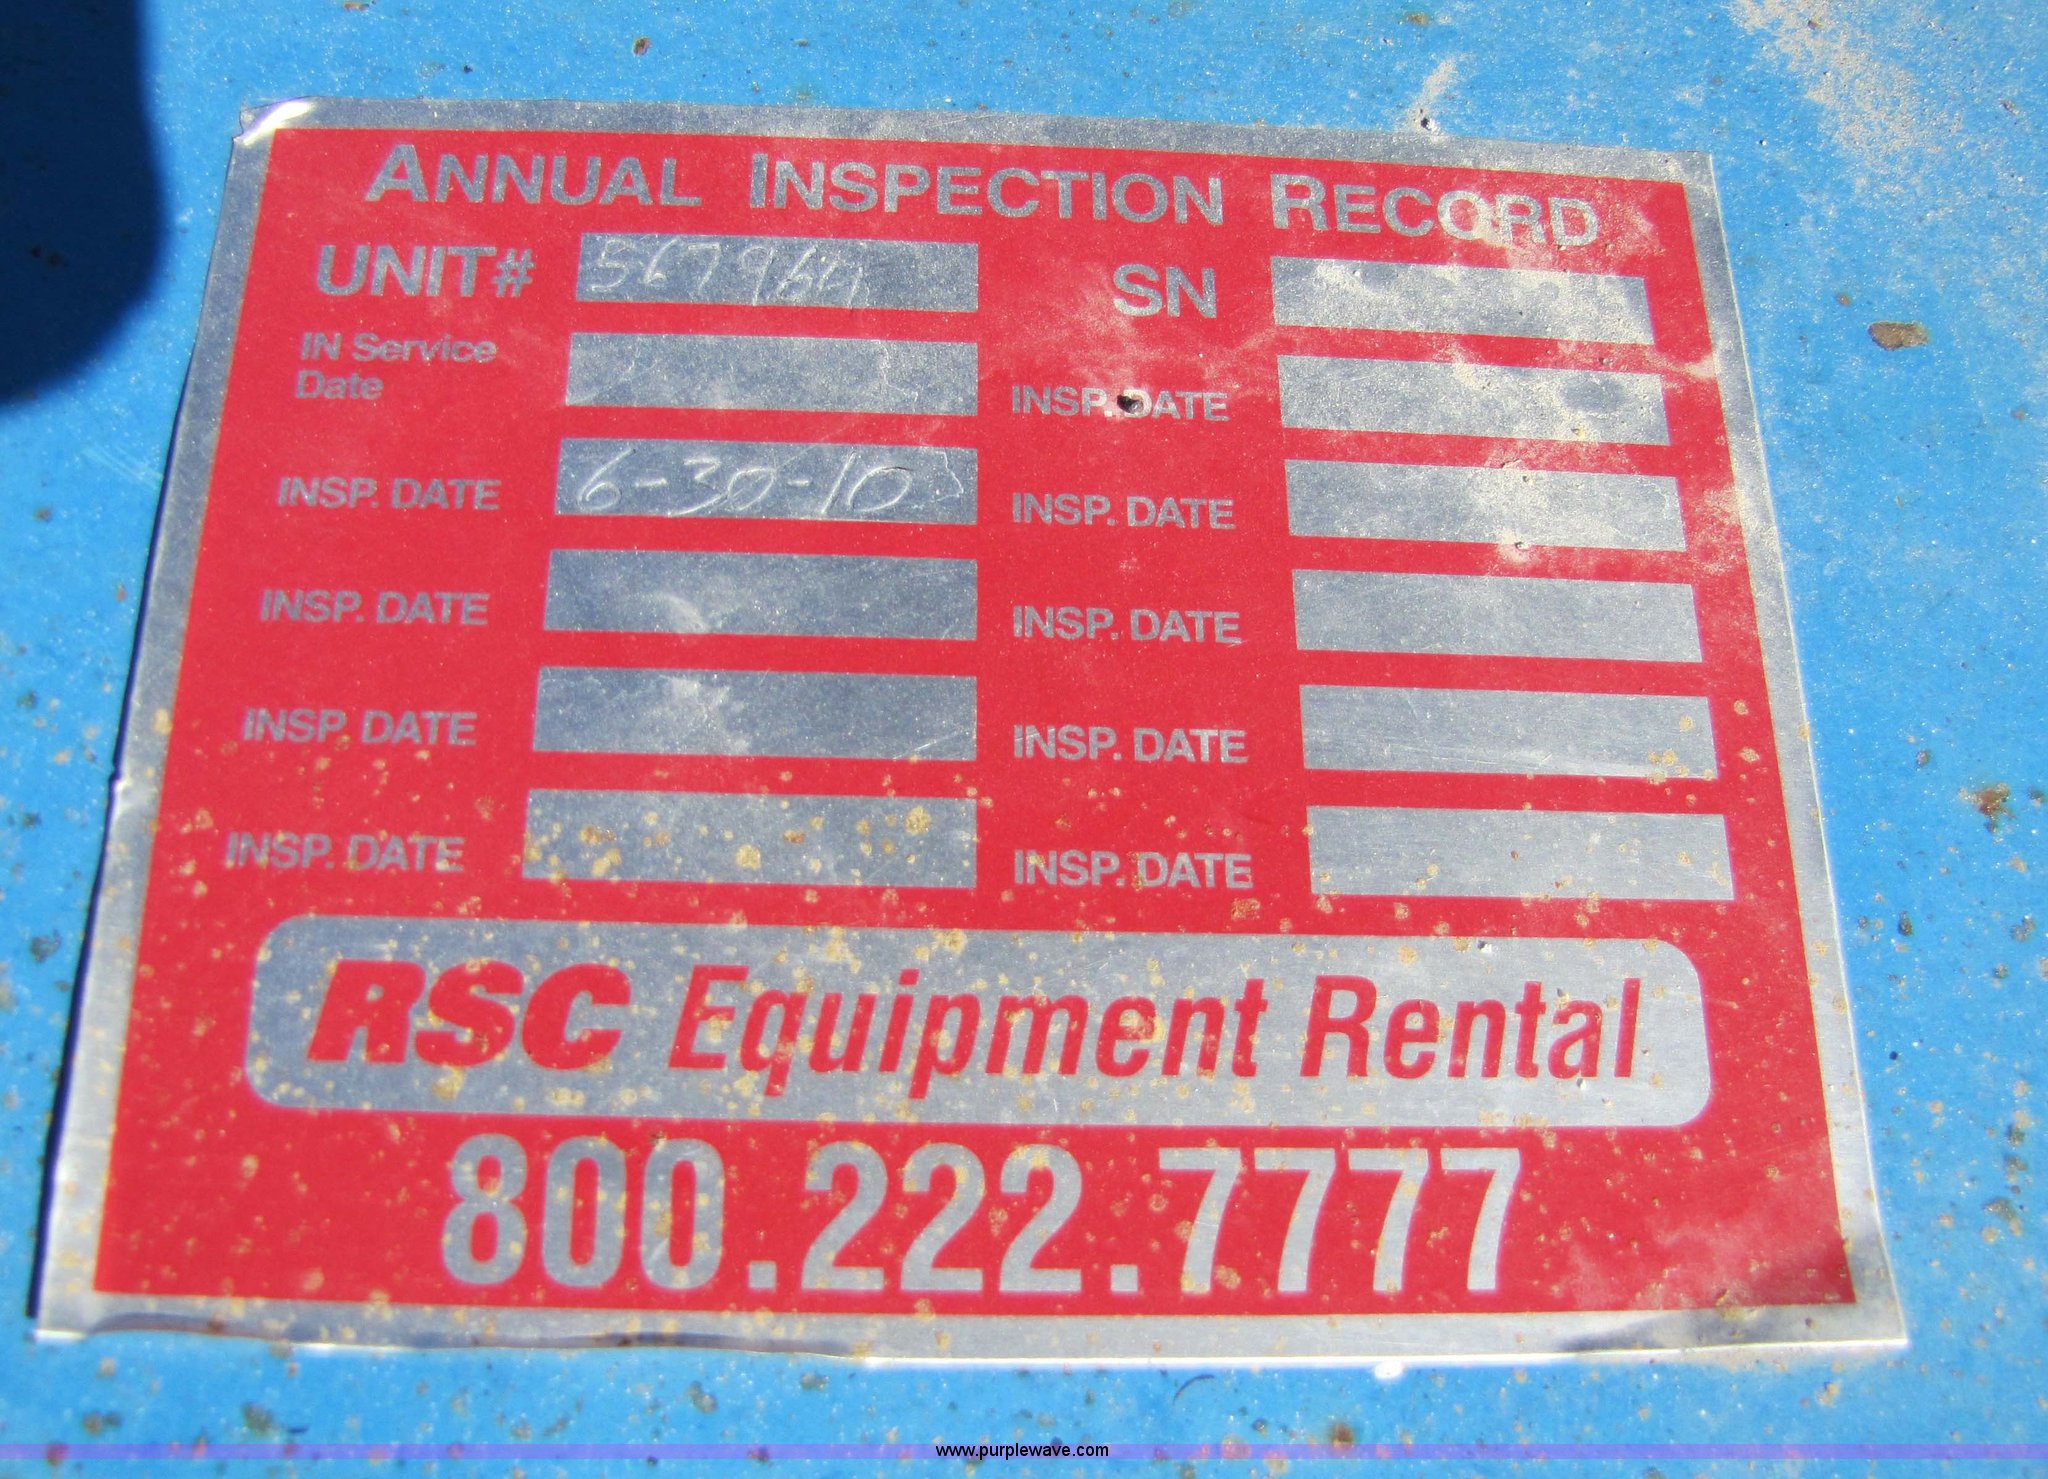 ANNUAL INSPECTION RECORD
UNIT# 567964 SN
IN Service
Date
INSP. DATE
INSP. DATE 6-30-10 INSP. DATE
INSP. DATE INSP. DATE
INSP. DATE INSP. DATE
INSP. DATE INSP. DATE
RSC Equipment Rental
800.222.7777
www.purplewave.com